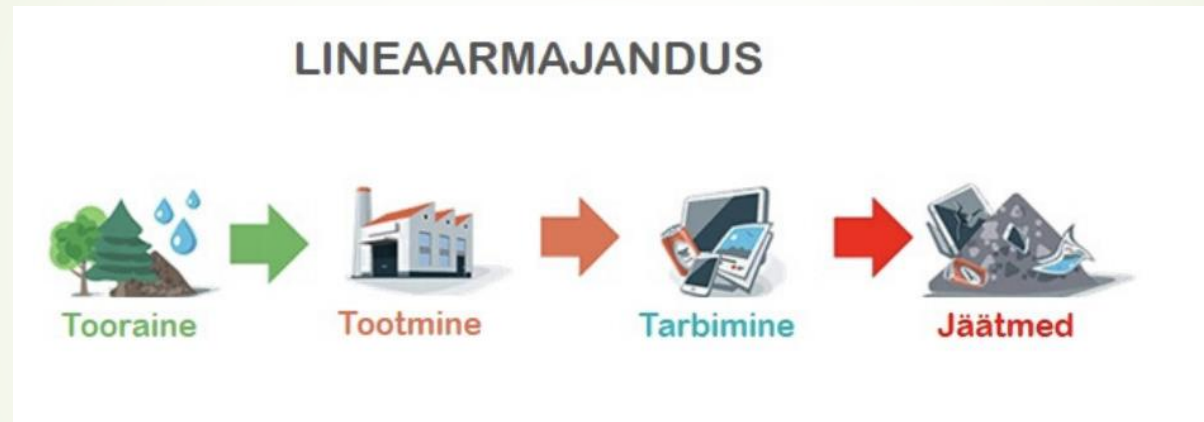 LINEAARMAJANDUS
Tooraine
Tootmine
Tarbimine
Jäätmed